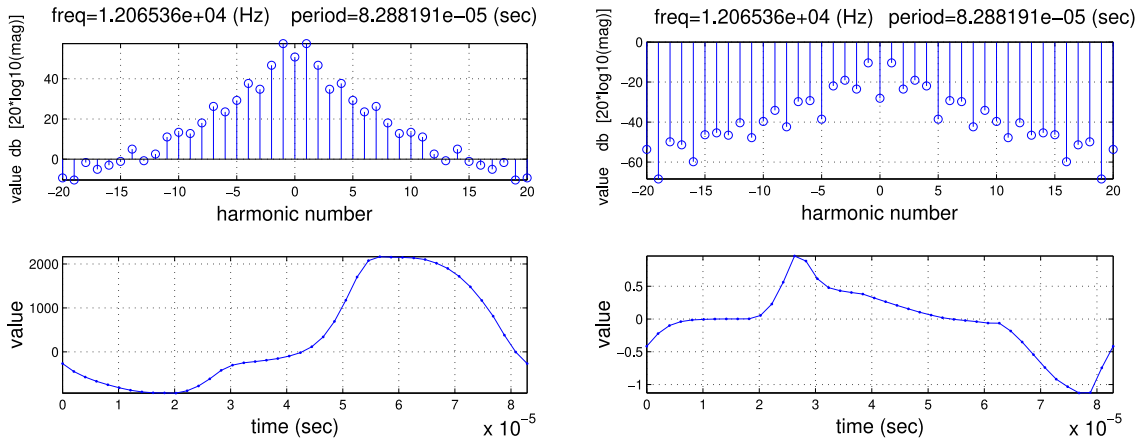 freq=1.206536e+04 (Hz) period=8.288191e−05 (sec)
value db [20*log10(mag)]
40
20
0
−20 −15 −10 −5 0 5 10 15 20
harmonic number
value
2000
1000
0
0 1 2 3 4 5 6 7 8
time (sec)
x 10^−5
freq=1.206536e+04 (Hz) period=8.288191e−05 (sec)
value db [20*log10(mag)]
0
−20
−40
−60
−20 −15 −10 −5 0 5 10 15 20
harmonic number
value
0.5
0
−0.5
−1
0 1 2 3 4 5 6 7 8
time (sec)
x 10^−5